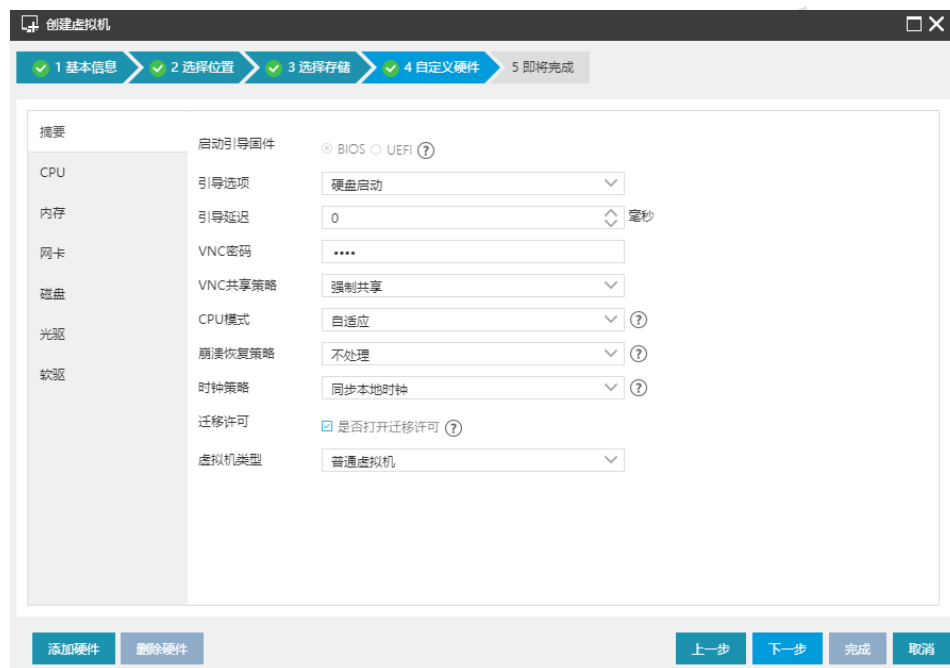 创建虚拟机
1 基本信息 2 选择位置 3 选择存储 4 自定义硬件 5 即将完成
摘要
CPU
内存
网卡
磁盘
光驱
软驱
启动引导固件 BIOS UEFI ?
引导选项 硬盘启动
引导延迟 0 毫秒
VNC密码 ••••
VNC共享策略 强制共享
CPU模式 自适应 ?
崩溃恢复策略 不处理 ?
时钟策略 同步本地时钟 ?
迁移许可 是否打开迁移许可 ?
虚拟机类型 普通虚拟机
添加硬件 删除硬件 上一步 下一步 完成 取消